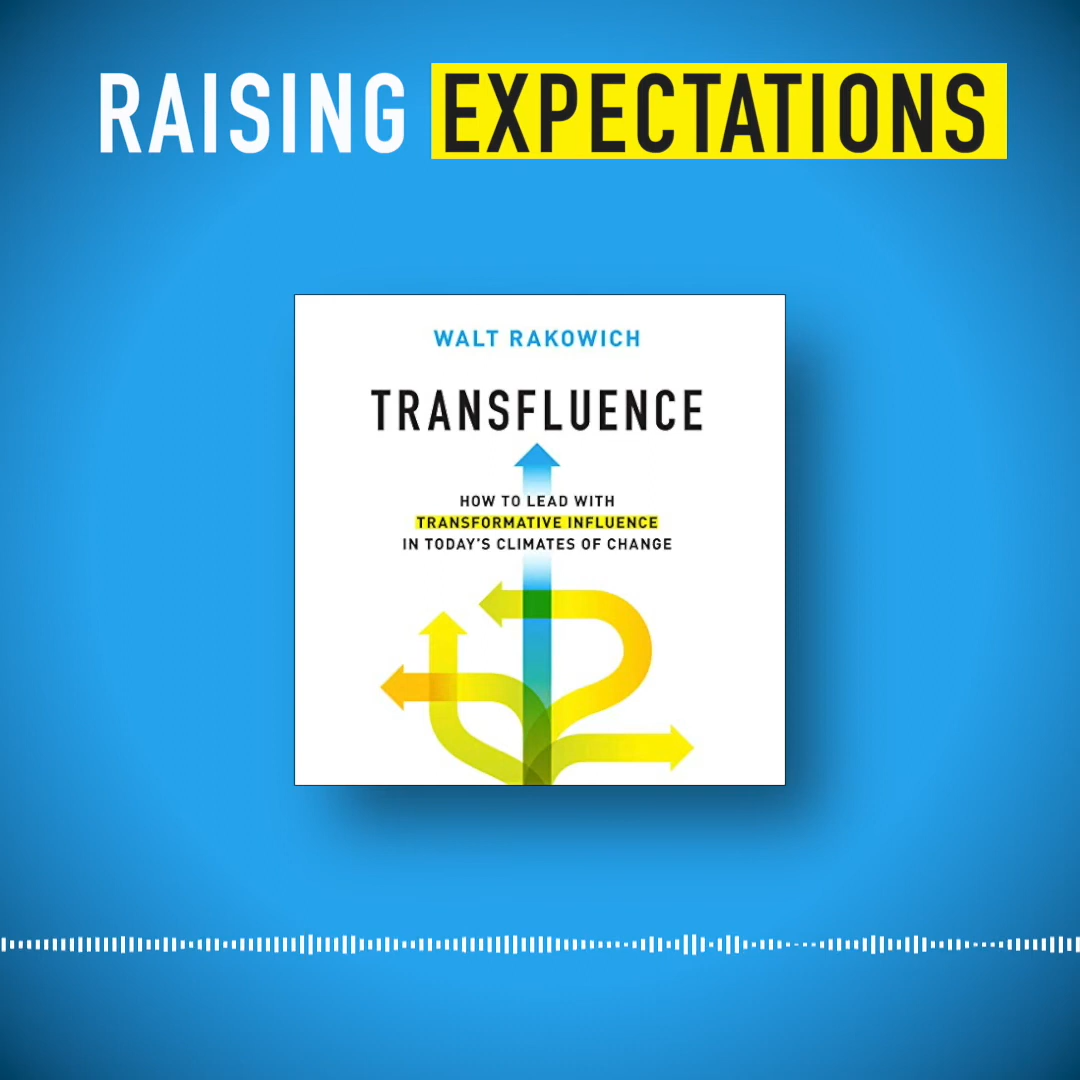 RAISING EXPECTATIONS
WALT RAKOWICH
TRANSFLUENCE
HOW TO LEAD WITH
TRANSFORMATIVE INFLUENCE
IN TODAY'S CLIMATES OF CHANGE